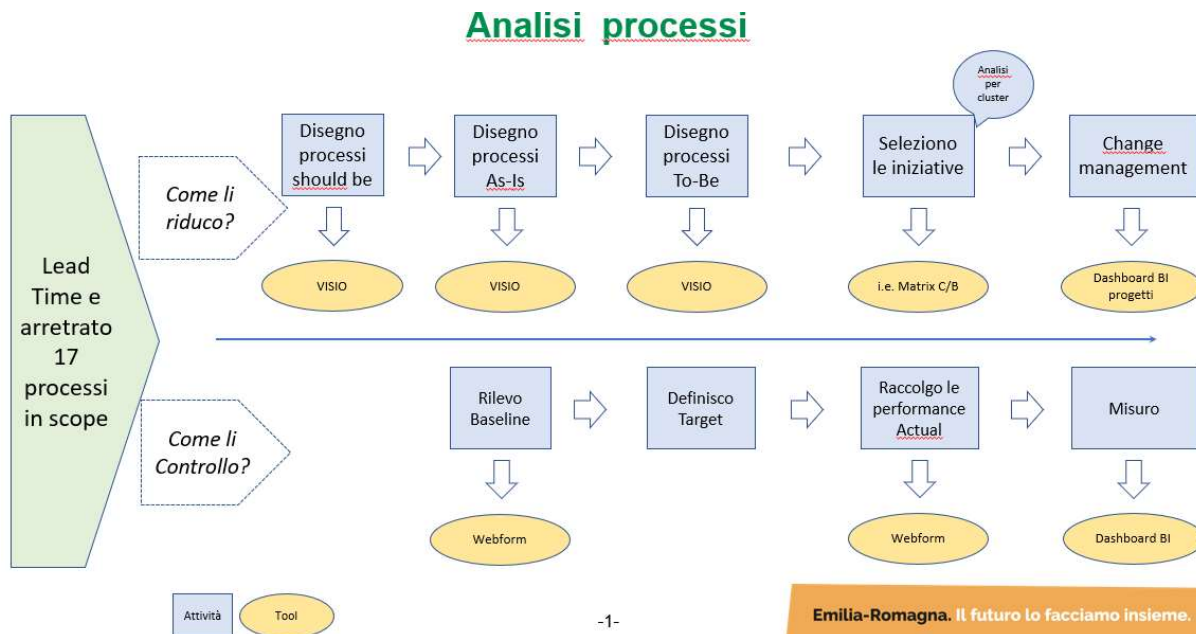 Analisi processi
Analisi
per
cluster
Disegno
processi
should be
Disegno
processi
As-Is
Disegno
processi
To-Be
Seleziono
le iniziative
Change
management
Come li
riduco?
VISIO
VISIO
VISIO
i.e. Matrix C/B
Dashboard BI
progetti
Lead
Time e
arretrato
17
processi
in scope
Rilevo
Baseline
Definisco
Target
Raccolgo le
performance
Actual
Misuro
Come li
Controllo?
Webform
Webform
Dashboard BI
Attività
Tool
-1-
Emilia-Romagna. Il futuro lo facciamo insieme.